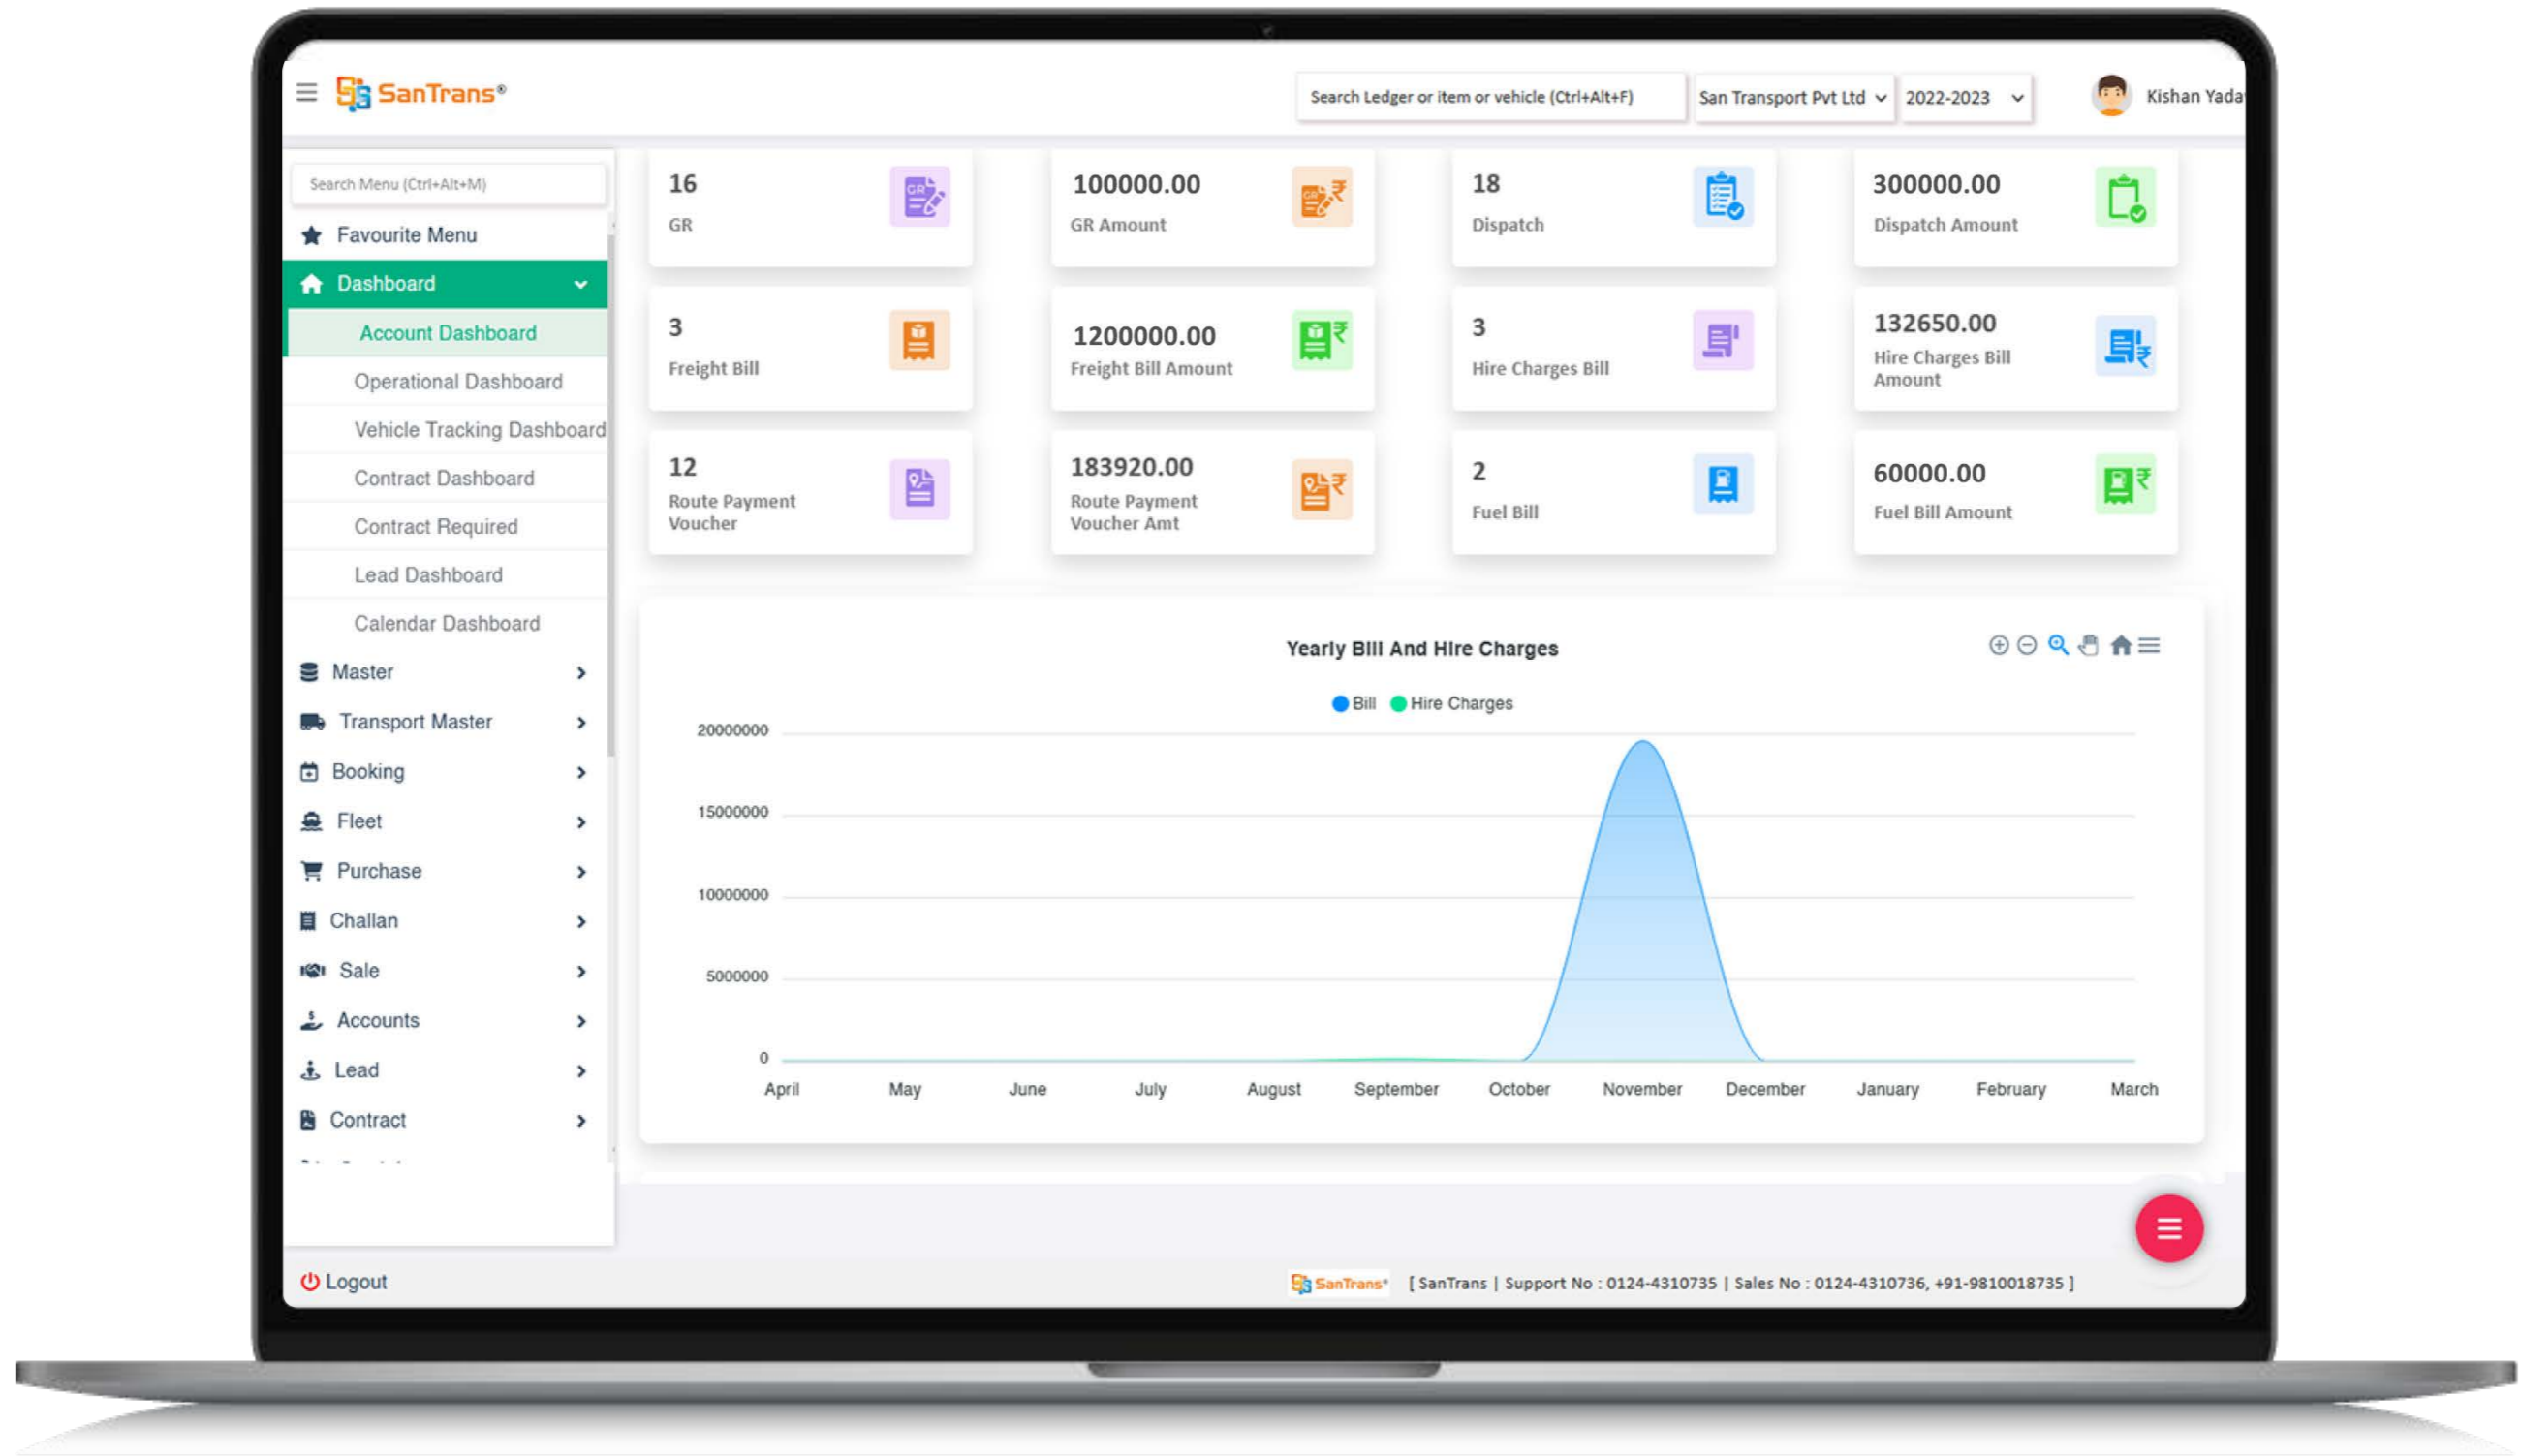 SanTrans®
Search Ledger or item or vehicle (Ctrl+Alt+F)
San Transport Pvt Ltd
2022-2023
Kishan Yada
Search Menu (Ctrl+Alt+M)
Favourite Menu
Dashboard
Account Dashboard
Operational Dashboard
Vehicle Tracking Dashboard
Contract Dashboard
Contract Required
Lead Dashboard
Calendar Dashboard
Master
Transport Master
Booking
Fleet
Purchase
Challan
Sale
Accounts
Lead
Contract
Logout
16
GR
GR
100000.00
GR Amount
GR
18
Dispatch
300000.00
Dispatch Amount
3
Freight Bill
1200000.00
Freight Bill Amount
3
Hire Charges Bill
132650.00
Hire Charges Bill
Amount
12
Route Payment
Voucher
183920.00
Route Payment
Voucher Amt
2
Fuel Bill
60000.00
Fuel Bill Amount
Yearly Bill And Hire Charges
Bill
Hire Charges
20000000
15000000
10000000
5000000
0
April May June July August September October November December January February March
SanTrans®
[ SanTrans | Support No : 0124-4310735 | Sales No : 0124-4310736, +91-9810018735 ]